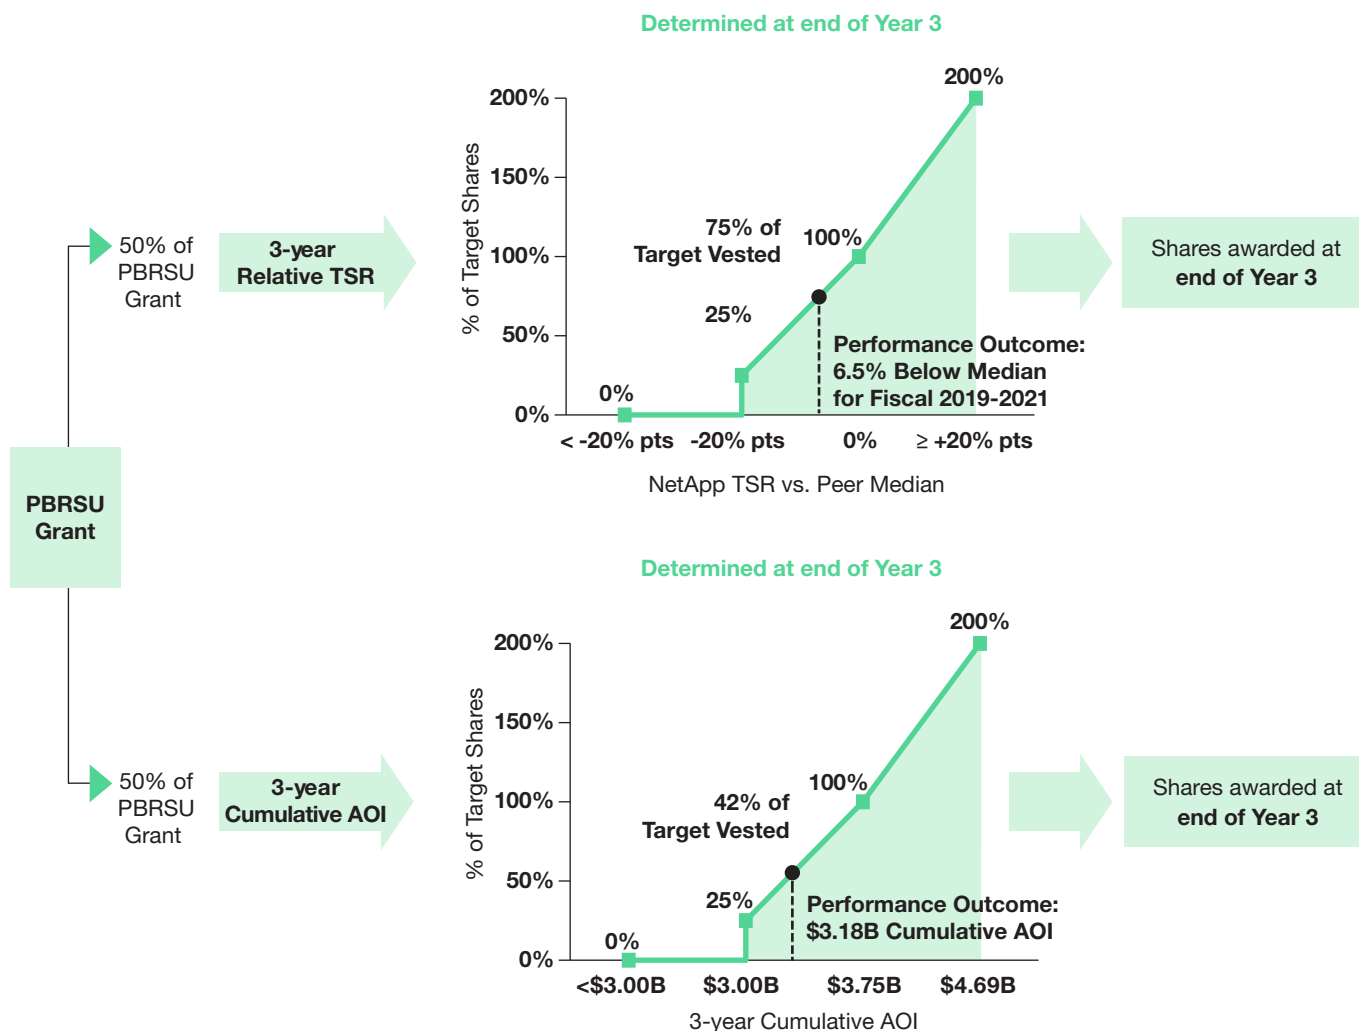 Determined at end of Year 3
% of Target Shares
200%
150%
100%
50%
0%
0%
25%
75% of
Target Vested
100%
200%
Performance Outcome:
6.5% Below Median
for Fiscal 2019-2021
< -20% pts
-20% pts
0%
≥ +20% pts
NetApp TSR vs. Peer Median
50% of
PBRSU
Grant
3-year
Relative TSR
Shares awarded at
end of Year 3
PBRSU
Grant
Determined at end of Year 3
% of Target Shares
200%
150%
100%
50%
0%
0%
25%
42% of
Target Vested
100%
200%
Performance Outcome:
$3.18B Cumulative AOI
<$3.00B
$3.00B
$3.75B
$4.69B
3-year Cumulative AOI
50% of
PBRSU
Grant
3-year
Cumulative AOI
Shares awarded at
end of Year 3